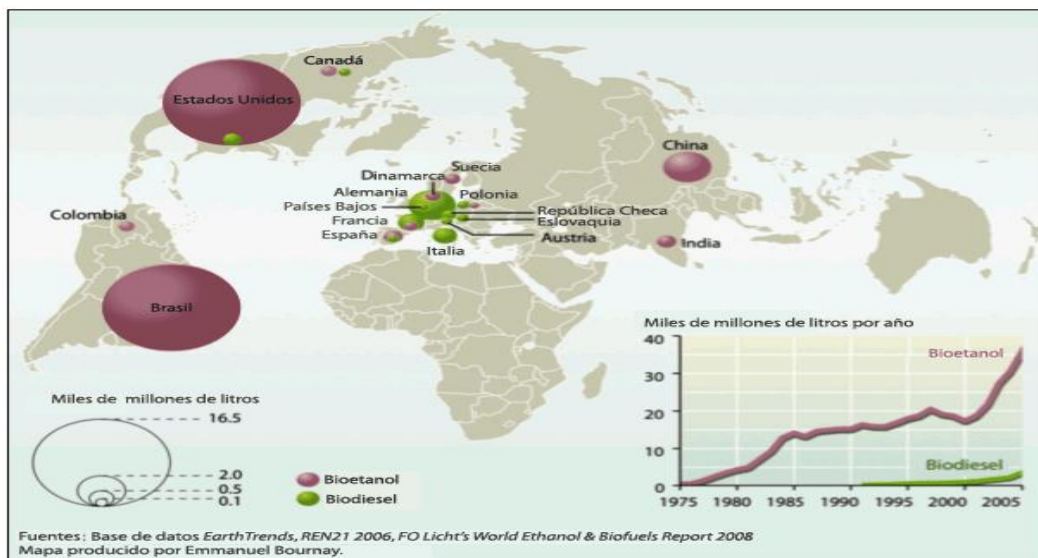 Canadá
Estados Unidos
China
Suecia
Dinamarca
Alemania
Polonia
Países Bajos
República Checa
Colombia
Francia
Eslovaquia
España
Austria
India
Italia
Brasil
Miles de millones de litros por año
40
Bioetanol
30
20
10
Biodiesel
0
1975 1980 1985 1990 1995 2000 2005
Miles de millones de litros
16.5
2.0
0.5
0.1
Bioetanol
Biodiesel
Fuentes: Base de datos EarthTrends, REN21 2006, FO Licht's World Ethanol & Biofuels Report 2008
Mapa producido por Emmanuel Bournay.